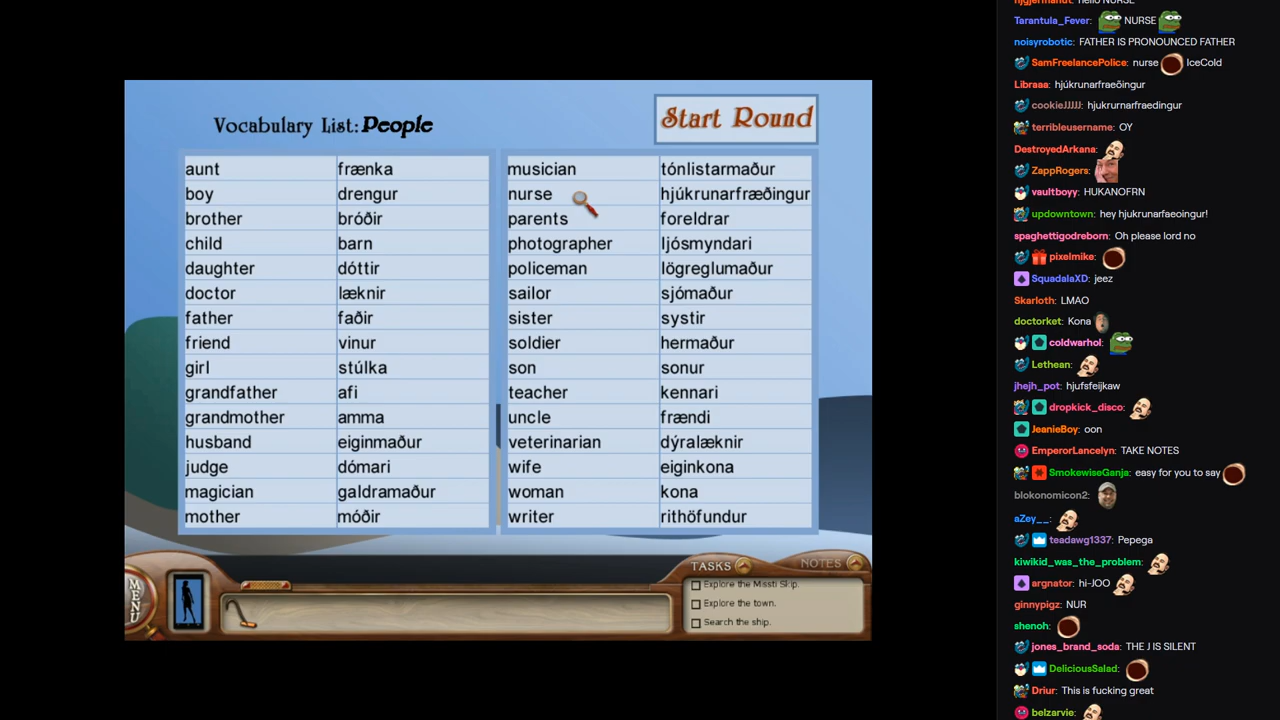 Vocabulary List: People
Start Round
aunt frænka
boy drengur
brother bróðir
child barn
daughter dóttir
doctor læknir
father faðir
friend vinur
girl stúlka
grandfather afi
grandmother amma
husband eiginmaður
judge dómari
magician galdramaður
mother móðir
musician tónlistarmaður
nurse hjúkrunarfræðingur
parents foreldrar
photographer ljósmyndari
policeman lögreglumaður
sailor sjómaður
sister systir
soldier hermaður
son sonur
teacher kennari
uncle frændi
veterinarian dýralæknir
wife eiginkona
woman kona
writer rithöfundur
MENU
TASKS
NOTES
Explore the Missti Skip.
Explore the town.
Search the ship.
Tarantula_Fever: NURSE
noisyrobotic: FATHER IS PRONOUNCED FATHER
SamFreelancePolice: nurse IceCold
Libraaa: hjúkrunarfraeðingur
cookieJJJJJ: hjukrurnarfraedingur
terribleusername: OY
DestroyedArkana:
ZappRogers:
vaultboyy: HUKANOFRN
updowntown: hey hjukrunarfaeoingur!
spaghettigodreborn: Oh please lord no
pixelmike:
SquadalaXD: jeez
Skarloth: LMAO
doctorket: Kona
coldwarhol:
Lethean:
jhejh_pot: hjufsfeijkaw
dropkick_disco:
JeanieBoy: oon
EmperorLancelyn: TAKE NOTES
SmokewiseGanja: easy for you to say
blokonomicon2:
aZey__:
teadawg1337: Pepega
kiwikid_was_the_problem:
argnator: hi-JOO
ginnypigz: NUR
shenoh:
jones_brand_soda: THE J IS SILENT
DeliciousSalad:
Driur: This is fucking great
belzarvie: